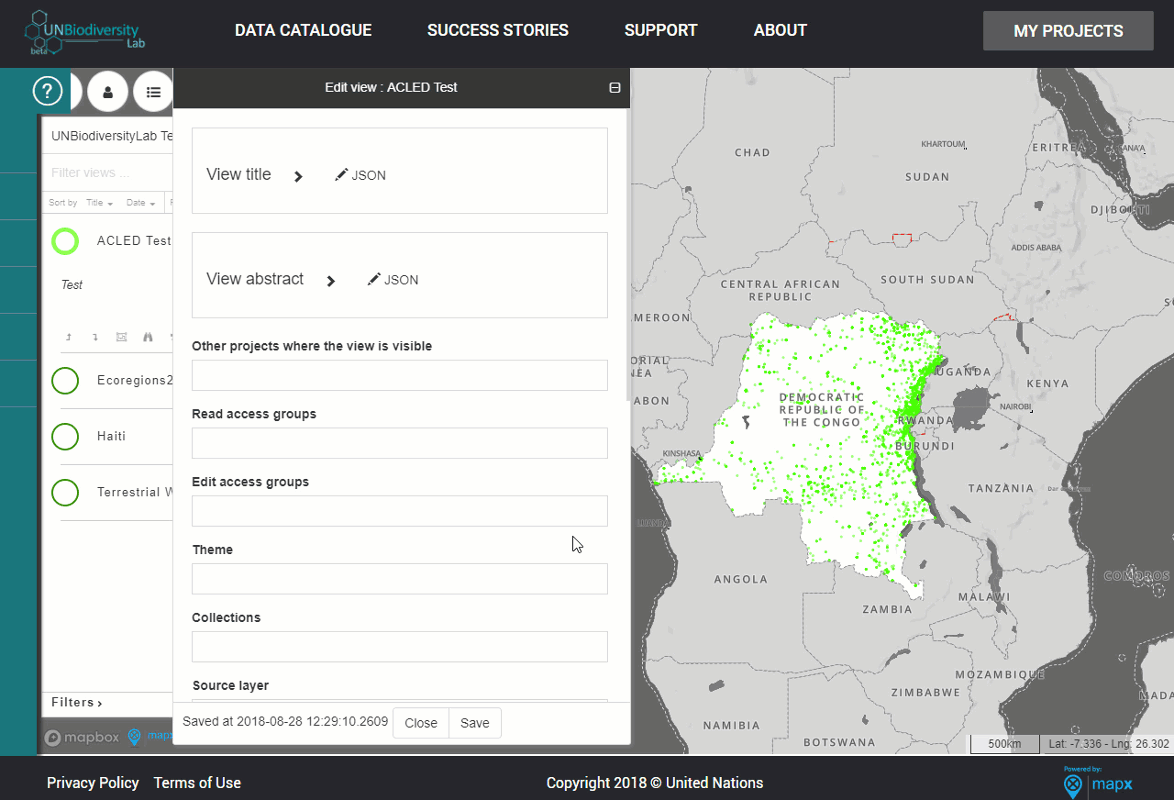 UNBiodiversity
Lab
beta
DATA CATALOGUE
SUCCESS STORIES
SUPPORT
ABOUT
MY PROJECTS
?
UNBiodiversityLab Te
Filter views ...
Sort by Title Date
ACLED Test
Test
Ecoregions2
Haiti
Terrestrial W
Filters ›
mapbox
mapx
Edit view : ACLED Test
View title
JSON
View abstract
JSON
Other projects where the view is visible
Read access groups
Edit access groups
Theme
Collections
Source layer
Saved at 2018-08-28 12:29:10.2609
Close
Save
CHAD
KHARTOUM
ERITREA
SANA'A
SUDAN
DJIBOUTI
ADDIS ABABA
SOUTH SUDAN
CENTRAL AFRICAN
REPUBLIC
MEROON
ORIAL
NEA
UGANDA
KENYA
ABON
DEMOCRATIC
REPUBLIC OF
THE CONGO
NAIROBI
RWANDA
BURUNDI
KINSHASA
TANZANIA
LUANDA
ANGOLA
COMOROS
MALAWI
ZAMBIA
MOZAMBIQUE
ZIMBABWE
MADA
NAMIBIA
BOTSWANA
500km
Lat: -7.336 - Lng: 26.302
Privacy Policy
Terms of Use
Copyright 2018 © United Nations
Powered by:
mapx